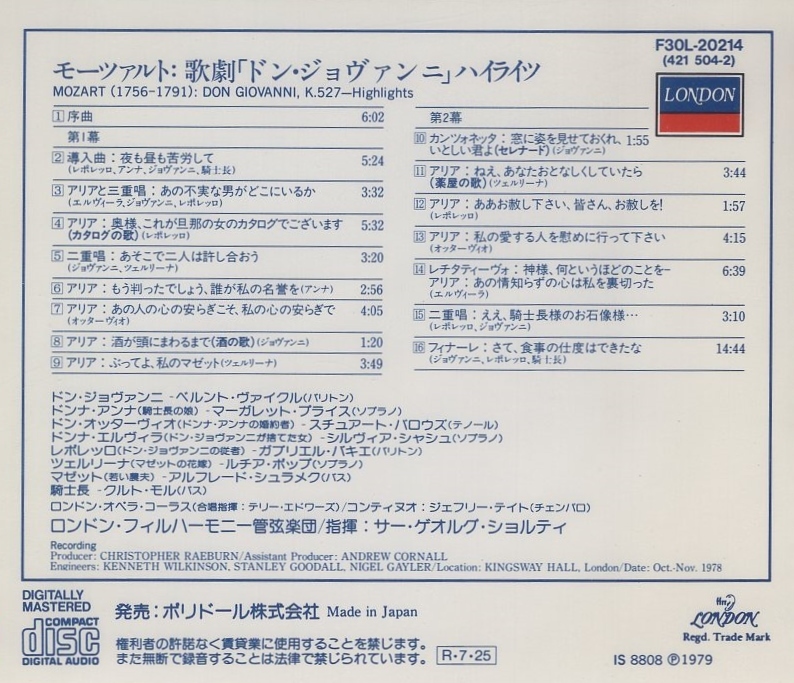 F30L-20214
(421 504-2)
LONDON
モーツァルト：歌劇「ドン・ジョヴァンニ」ハイライツ
MOZART (1756–1791): DON GIOVANNI, K.527—Highlights
1 序曲 6:02
第1幕
2 導入曲：夜も昼も苦労して 5:24
(レポレッロ、アンナ、ジョヴァンニ、騎士長)
3 アリアと三重唱：あの不実な男がどこにいるか 3:32
(エルヴィーラ、ジョヴァンニ、レポレッロ)
4 アリア：奥様、これが旦那の女のカタログでございます 5:32
(カタログの歌)(レポレッロ)
5 二重唱：あそこで二人は許し合おう 3:20
(ジョヴァンニ、ツェルリーナ)
6 アリア：もう判ったでしょう、誰が私の名誉を(アンナ) 2:56
7 アリア：あの人の心の安らぎこそ、私の心の安らぎで 4:05
(オッターヴィオ)
8 アリア：酒が頭にまわるまで(酒の歌)(ジョヴァンニ) 1:20
9 アリア：ぶってよ、私のマゼット(ツェルリーナ) 3:49
第2幕
10 カンツォネッタ：窓に姿を見せておくれ、 1:55
いとしい君よ(セレナード)(ジョヴァンニ)
11 アリア：ねえ、あなたおとなしくしていたら 3:44
(薬屋の歌)(ツェルリーナ)
12 アリア：ああお赦し下さい、皆さん、お赦しを! 1:57
(レポレッロ)
13 アリア：私の愛する人を慰めに行って下さい 4:15
(オッターヴィオ)
14 レチタティーヴォ：神様、何というほどのことを– 6:39
アリア：あの情知らずの心は私を裏切った
(エルヴィーラ)
15 二重唱：ええ、騎士長様のお石像様… 3:10
(レポレッロ、ジョヴァンニ)
16 フィナーレ：さて、食事の仕度はできたな 14:44
(ジョヴァンニ、レポレッロ、騎士長)
ドン・ジョヴァンニ -ベルント・ヴァイクル(バリトン)
ドンナ・アンナ(騎士長の娘) -マーガレット・プライス(ソプラノ)
ドン・オッターヴィオ(ドンナ・アンナの婚約者) -スチュアート・バロウズ(テノール)
ドンナ・エルヴィラ(ドン・ジョヴァンニが捨てた女) -シルヴィア・シャシュ(ソプラノ)
レポレッロ(ドン・ジョヴァンニの従者) -ガブリエル・バキエ(バリトン)
ツェルリーナ(マゼットの花嫁) -ルチア・ポップ(ソプラノ)
マゼット(若い農夫) -アルフレード・シュラメク(バス)
騎士長 -クルト・モル(バス)
ロンドン・オペラ・コーラス(合唱指揮：テリー・エドワーズ)/コンティヌオ：ジェフリー・テイト(チェンバロ)
ロンドン・フィルハーモニー管弦楽団/指揮：サー・ゲオルグ・ショルティ
Recording
Producer: CHRISTOPHER RAEBURN/Assistant Producer: ANDREW CORNALL
Engineers: KENNETH WILKINSON, STANLEY GOODALL, NIGEL GAYLER/Location: KINGSWAY HALL, London/Date: Oct.-Nov. 1978
DIGITALLY
MASTERED
COMPACT
disc
DIGITAL AUDIO
発売：ポリドール株式会社 Made in Japan
権利者の許諾なく賃貸業に使用することを禁じます。
また無断で録音することは法律で禁じられています。
R・7・25
ffrr
LONDON
Regd. Trade Mark
IS 8808 ℗1979